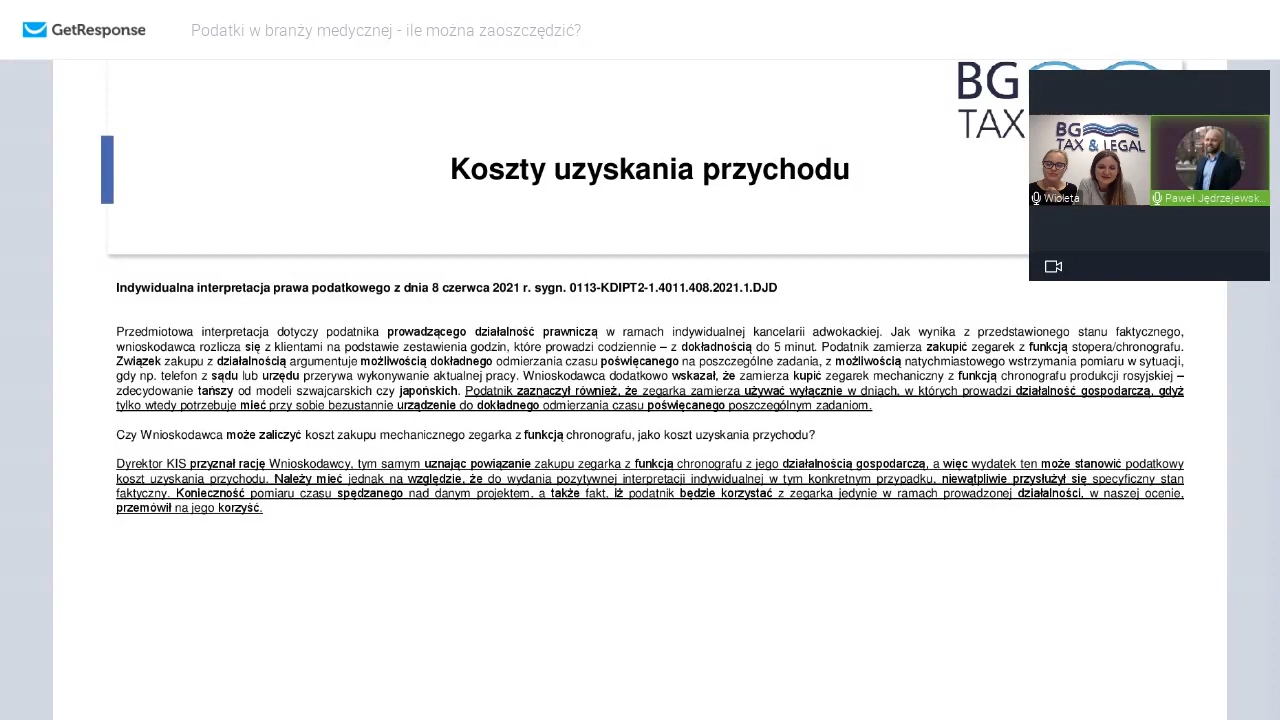 GetResponse
Podatki w branży medycznej - ile można zaoszczędzić?
BG
TAX
BG
TAX & LEGAL
Wioleta
Paweł Jędrzejewsk...
Koszty uzyskania przychodu
Indywidualna interpretacja prawa podatkowego z dnia 8 czerwca 2021 r. sygn. 0113-KDIPT2-1.4011.408.2021.1.DJD
Przedmiotowa interpretacja dotyczy podatnika prowadzącego działalność prawniczą w ramach indywidualnej kancelarii adwokackiej. Jak wynika z przedstawionego stanu faktycznego,
wnioskodawca rozlicza się z klientami na podstawie zestawienia godzin, które prowadzi codziennie – z dokładnością do 5 minut. Podatnik zamierza zakupić zegarek z funkcją stopera/chronografu.
Związek zakupu z działalnością argumentuje możliwością dokładnego odmierzania czasu poświęcanego na poszczególne zadania, z możliwością natychmiastowego wstrzymania pomiaru w sytuacji,
gdy np. telefon z sądu lub urzędu przerywa wykonywanie aktualnej pracy. Wnioskodawca dodatkowo wskazał, że zamierza kupić zegarek mechaniczny z funkcją chronografu produkcji rosyjskiej –
zdecydowanie tańszy od modeli szwajcarskich czy japońskich. Podatnik zaznaczył również, że zegarka zamierza używać wyłącznie w dniach, w których prowadzi działalność gospodarczą, gdyż
tylko wtedy potrzebuje mieć przy sobie bezustannie urządzenie do dokładnego odmierzania czasu poświęcanego poszczególnym zadaniom.
Czy Wnioskodawca może zaliczyć koszt zakupu mechanicznego zegarka z funkcją chronografu, jako koszt uzyskania przychodu?
Dyrektor KIS przyznał rację Wnioskodawcy, tym samym uznając powiązanie zakupu zegarka z funkcją chronografu z jego działalnością gospodarczą, a więc wydatek ten może stanowić podatkowy
koszt uzyskania przychodu. Należy mieć jednak na względzie, że do wydania pozytywnej interpretacji indywidualnej w tym konkretnym przypadku, niewątpliwie przysłużył się specyficzny stan
faktyczny. Konieczność pomiaru czasu spędzanego nad danym projektem, a także fakt, iż podatnik będzie korzystać z zegarka jedynie w ramach prowadzonej działalności, w naszej ocenie,
przemówił na jego korzyść.